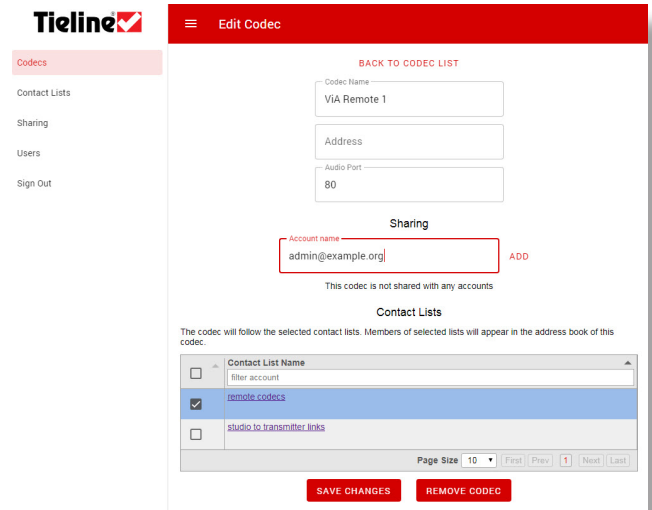 Tieline
Edit Codec
Codecs
Contact Lists
Sharing
Users
Sign Out
BACK TO CODEC LIST
Codec Name
ViA Remote 1
Address
Audio Port
80
Sharing
Account name
admin@example.org
ADD
This codec is not shared with any accounts
Contact Lists
The codec will follow the selected contact lists. Members of selected lists will appear in the address book of this
codec.
Contact List Name
filter account
remote codecs
studio to transmitter links
Page Size 10 First Prev 1 Next Last
SAVE CHANGES REMOVE CODEC